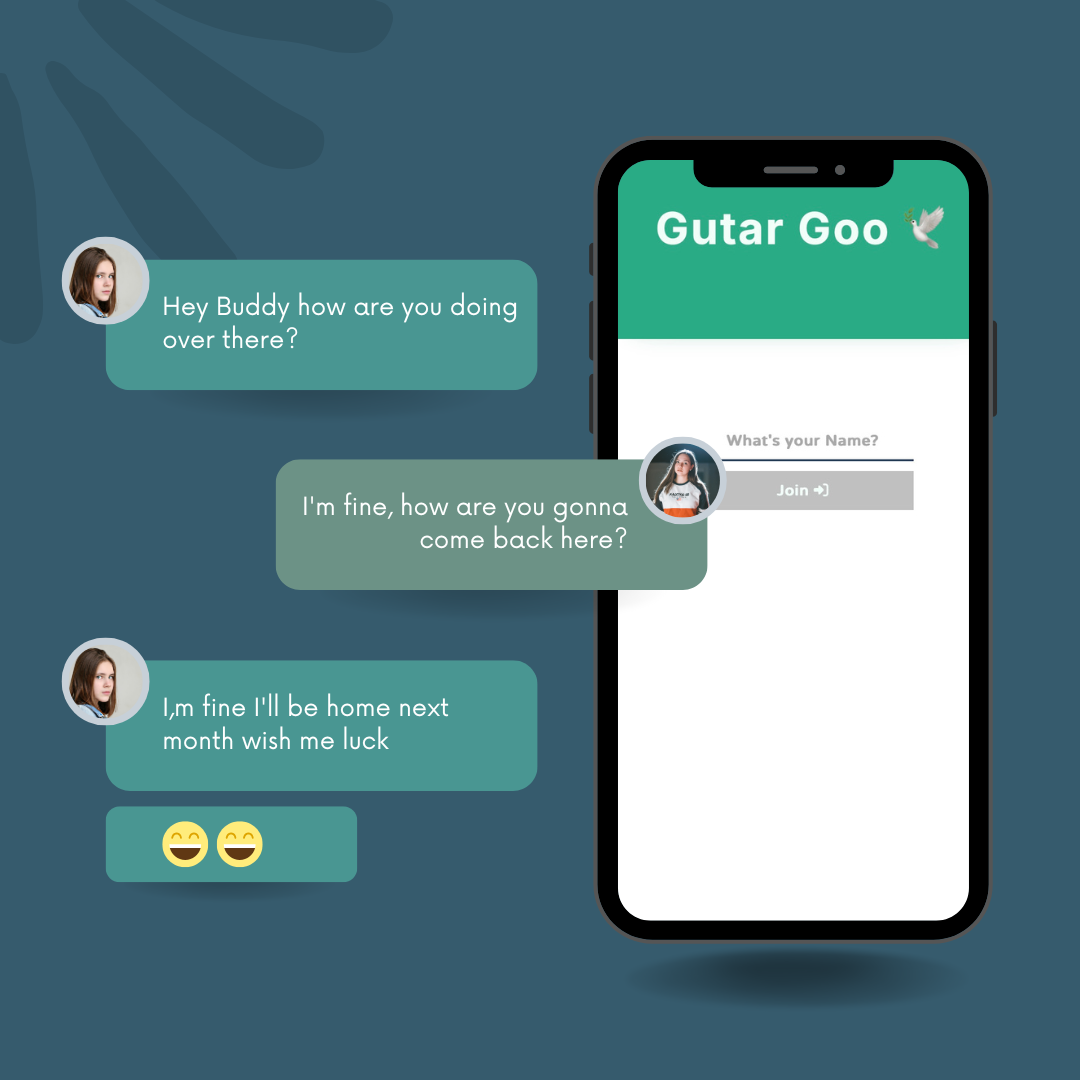 Gutar Goo 🕊️
Hey Buddy how are you doing
over there?
What's your Name?
Join
I'm fine, how are you gonna
come back here?
I,m fine I'll be home next
month wish me luck
😄😄